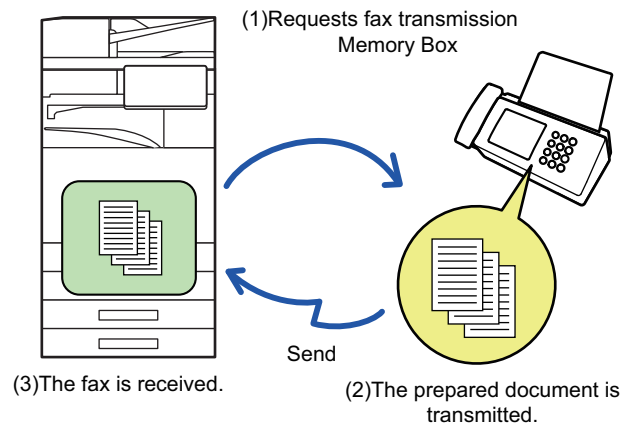 (1)Requests fax transmission
Memory Box
Send
(3)The fax is received.
(2)The prepared document is
transmitted.